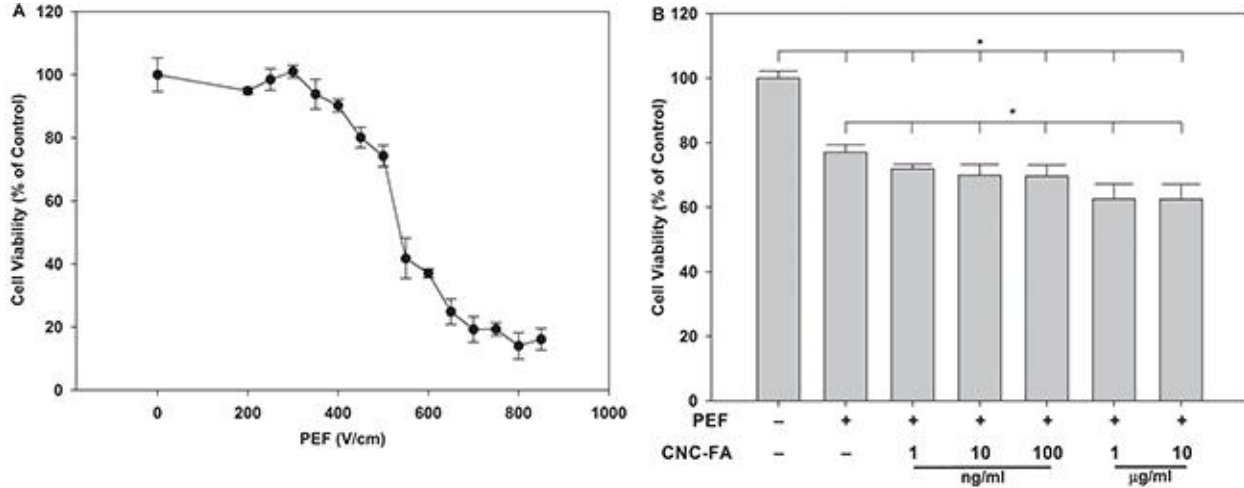 A
120
100
80
60
40
20
0
Cell Viability (% of Control)
0 200 400 600 800 1000
PEF (V/cm)
B
120
100
80
60
40
20
0
Cell Viability (% of Control)
*
*
PEF – + + + + + +
CNC-FA – – 1 10 100 1 10
ng/ml μg/ml